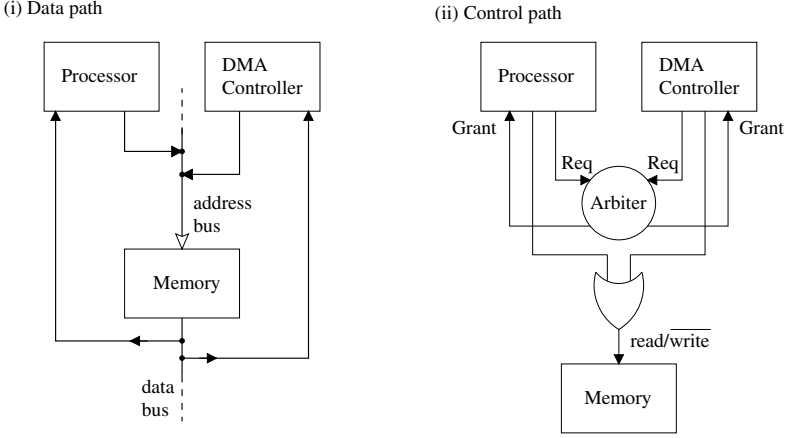 (i) Data path
Processor
DMA
Controller
address
bus
Memory
data
bus
(ii) Control path
Processor
DMA
Controller
Grant
Grant
Req
Req
Arbiter
read/write
Memory